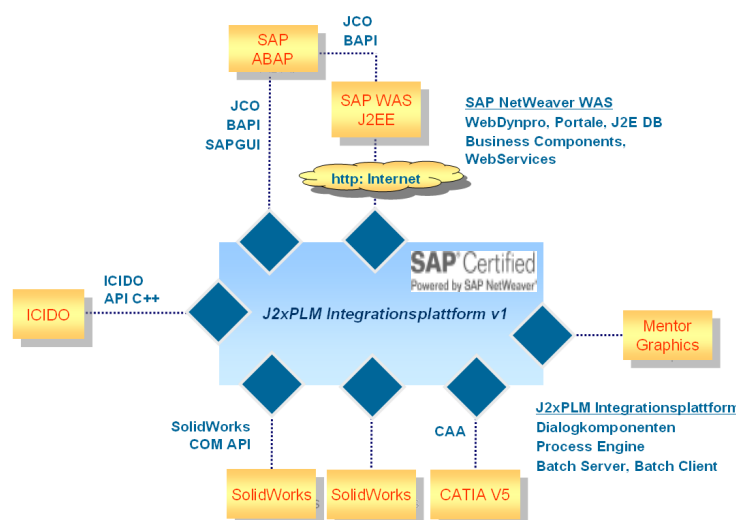 JCO
BAPI
SAP
ABAP
SAP WAS
J2EE
JCO
BAPI
SAPGUI
SAP NetWeaver WAS
WebDynpro, Portale, J2E DB
Business Components,
WebServices
http: Internet
SAP® Certified
Powered by SAP NetWeaver®
ICIDO
API C++
ICIDO
J2xPLM Integrationsplattform v1
Mentor
Graphics
J2xPLM Integrationsplattform
Dialogkomponenten
Process Engine
Batch Server, Batch Client
SolidWorks
COM API
CAA
SolidWorks
SolidWorks
CATIA V5